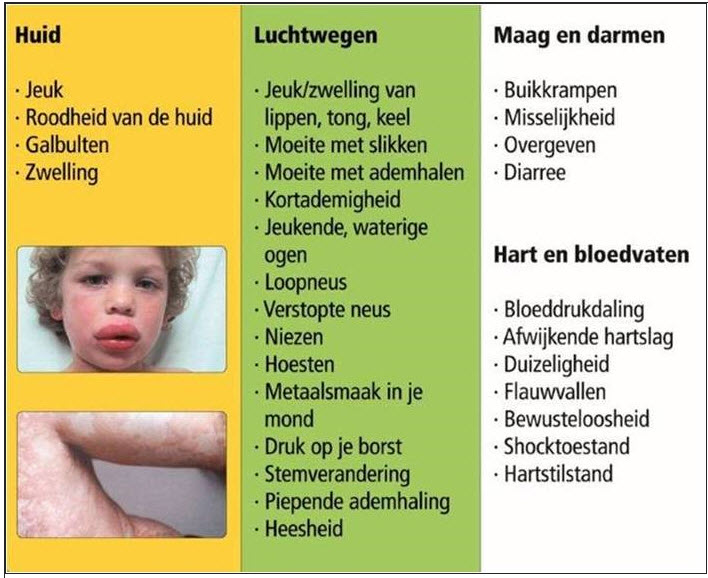 Huid
· Jeuk
· Roodheid van de huid
· Galbulten
· Zwelling
Luchtwegen
· Jeuk/zwelling van
lippen, tong, keel
· Moeite met slikken
· Moeite met ademhalen
· Kortademigheid
· Jeukende, waterige
ogen
· Loopneus
· Verstopte neus
· Niezen
· Hoesten
· Metaalsmaak in je
mond
· Druk op je borst
· Stemverandering
· Piepende ademhaling
· Heesheid
Maag en darmen
· Buikkrampen
· Misselijkheid
· Overgeven
· Diarree
Hart en bloedvaten
· Bloeddrukdaling
· Afwijkende hartslag
· Duizeligheid
· Flauwvallen
· Bewusteloosheid
· Shocktoestand
· Hartstilstand